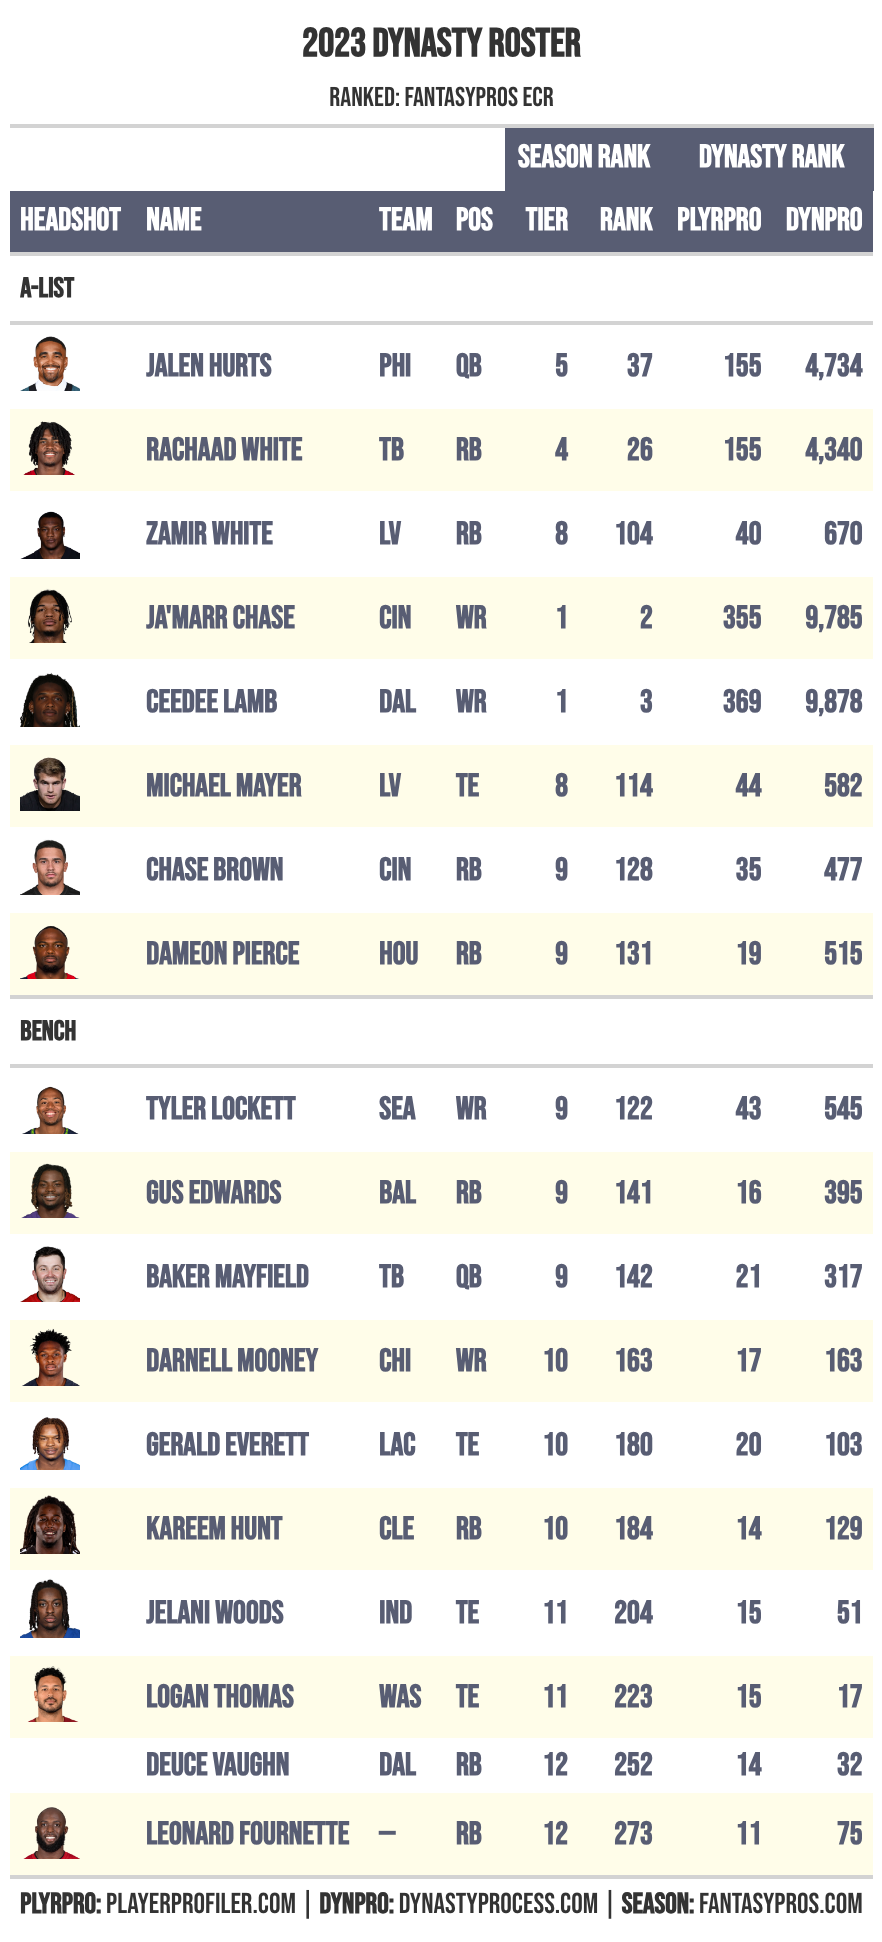 2023 DYNASTY ROSTER
RANKED: FANTASYPROS ECR
SEASON RANK DYNASTY RANK
HEADSHOT NAME TEAM POS TIER RANK PLYRPRO DYNPRO
A-LIST
JALEN HURTS PHI QB 5 37 155 4,734
RACHAAD WHITE TB RB 4 26 155 4,340
ZAMIR WHITE LV RB 8 104 40 670
JA'MARR CHASE CIN WR 1 2 355 9,785
CEEDEE LAMB DAL WR 1 3 369 9,878
MICHAEL MAYER LV TE 8 114 44 582
CHASE BROWN CIN RB 9 128 35 477
DAMEON PIERCE HOU RB 9 131 19 515
BENCH
TYLER LOCKETT SEA WR 9 122 43 545
GUS EDWARDS BAL RB 9 141 16 395
BAKER MAYFIELD TB QB 9 142 21 317
DARNELL MOONEY CHI WR 10 163 17 163
GERALD EVERETT LAC TE 10 180 20 103
KAREEM HUNT CLE RB 10 184 14 129
JELANI WOODS IND TE 11 204 15 51
LOGAN THOMAS WAS TE 11 223 15 17
DEUCE VAUGHN DAL RB 12 252 14 32
LEONARD FOURNETTE — RB 12 273 11 75
PLYRPRO: PLAYERPROFILER.COM | DYNPRO: DYNASTYPROCESS.COM | SEASON: FANTASYPROS.COM